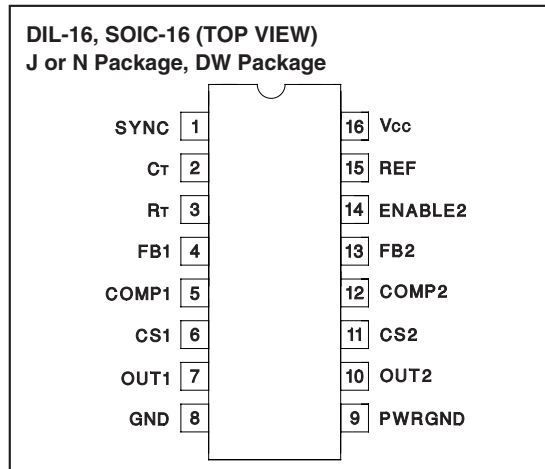 DIL-16, SOIC-16 (TOP VIEW)
J or N Package, DW Package
SYNC 1 16 Vcc
CT 2 15 REF
RT 3 14 ENABLE2
FB1 4 13 FB2
COMP1 5 12 COMP2
CS1 6 11 CS2
OUT1 7 10 OUT2
GND 8 9 PWRGND